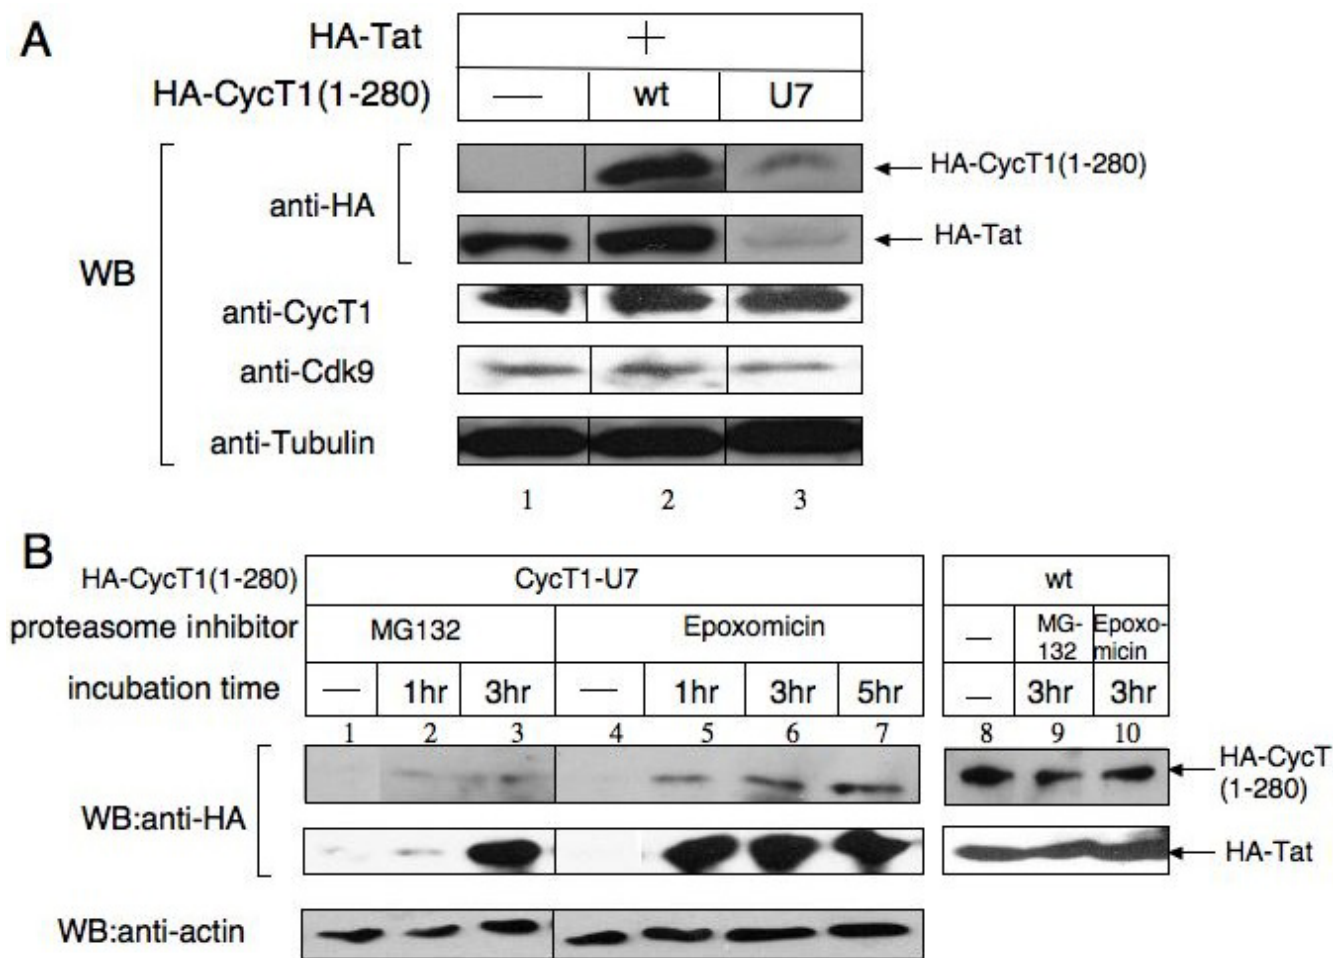 A
HA-Tat +
HA-CycT1(1-280) — wt U7
HA-CycT1(1-280)
anti-HA
HA-Tat
WB
anti-CycT1
anti-Cdk9
anti-Tubulin
1 2 3
B
HA-CycT1(1-280) CycT1-U7 wt
proteasome inhibitor MG132 Epoxomicin — MG-132 Epoxo-micin
incubation time — 1hr 3hr — 1hr 3hr 5hr — 3hr 3hr
1 2 3 4 5 6 7 8 9 10
HA-CycT
(1-280)
WB:anti-HA
HA-Tat
WB:anti-actin